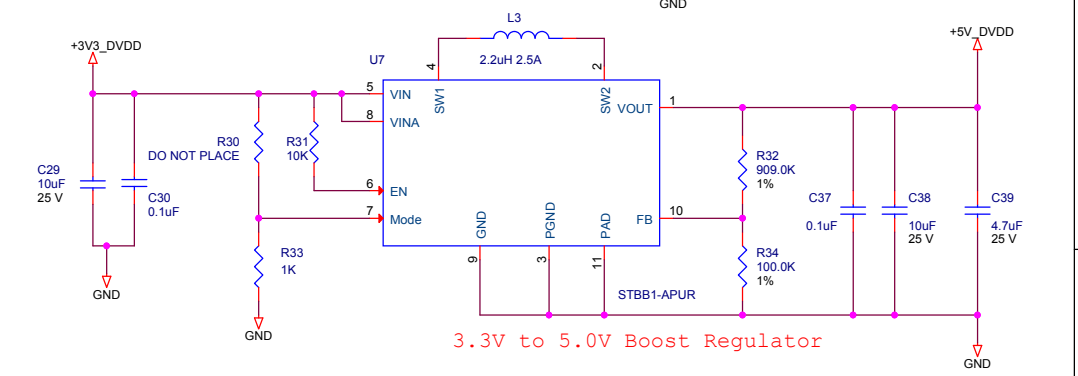 GND
L3
2.2uH 2.5A
+3V3_DVDD
+5V_DVDD
U7
4
2
SW1
SW2
5
VIN
VOUT
1
8
VINA
R30
DO NOT PLACE
R31
10K
R32
909.0K
1%
C29
10uF
25 V
C30
0.1uF
6
EN
7
Mode
C37
0.1uF
C38
10uF
25 V
C39
4.7uF
25 V
FB
10
GND
PGND
PAD
9
3
11
R33
1K
R34
100.0K
1%
STBB1-APUR
GND
GND
3.3V to 5.0V Boost Regulator
GND